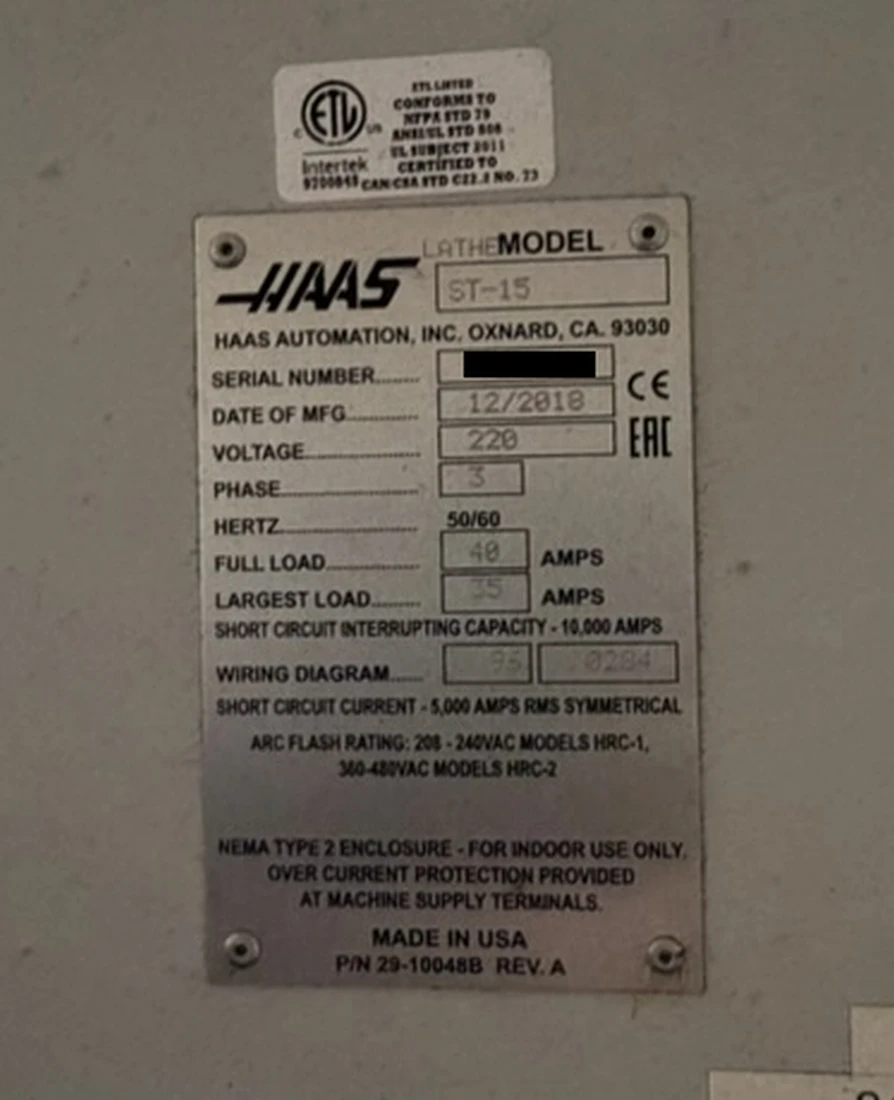 ETL LISTED
CONFORMS TO
NFPA STD 79
ANSI/UL STD 508
UL SUBJECT 2011
CERTIFIED TO
CAN/CSA STD C22.2 NO. 73
ETL
C US
Intertek
9700845
LATHE MODEL
HAAS ST-15
HAAS AUTOMATION, INC. OXNARD, CA. 93030
SERIAL NUMBER........
DATE OF MFG................ 12/2018 CE
VOLTAGE......................... 220 EAC
PHASE............................. 3
HERTZ............................. 50/60
FULL LOAD.................... 40 AMPS
LARGEST LOAD.......... 35 AMPS
SHORT CIRCUIT INTERRUPTING CAPACITY - 10,000 AMPS
WIRING DIAGRAM...... 96 0284
SHORT CIRCUIT CURRENT - 5,000 AMPS RMS SYMMETRICAL
ARC FLASH RATING: 208 - 240VAC MODELS HRC-1,
360-480VAC MODELS HRC-2
NEMA TYPE 2 ENCLOSURE - FOR INDOOR USE ONLY.
OVER CURRENT PROTECTION PROVIDED
AT MACHINE SUPPLY TERMINALS.
MADE IN USA
P/N 29-10048B REV. A